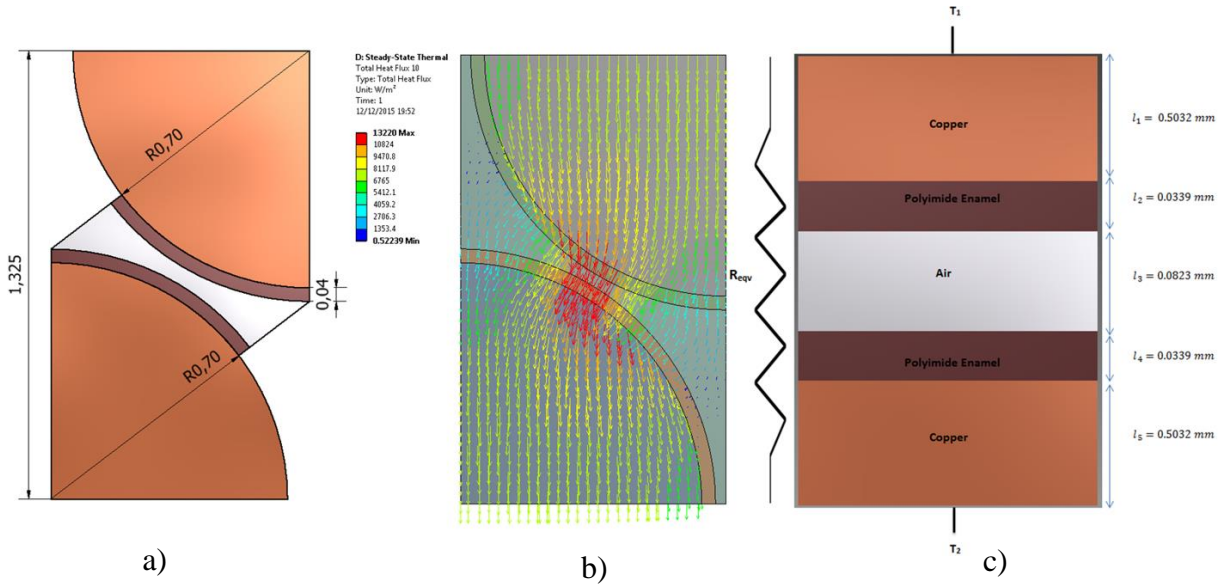 1,325
R0,70
R0,70
0,04
a)
D: Steady-State Thermal
Total Heat Flux 10
Type: Total Heat Flux
Unit: W/m²
Time: 1
12/12/2015 19:52
13220 Max
10824
9470.8
8117.9
6765
5412.1
4059.2
2706.3
1353.4
0.52239 Min
b)
T1
Reqv
Copper
Polyimide Enamel
Air
Polyimide Enamel
Copper
l1 = 0.5032 mm
l2 = 0.0339 mm
l3 = 0.0823 mm
l4 = 0.0339 mm
l5 = 0.5032 mm
T2
c)